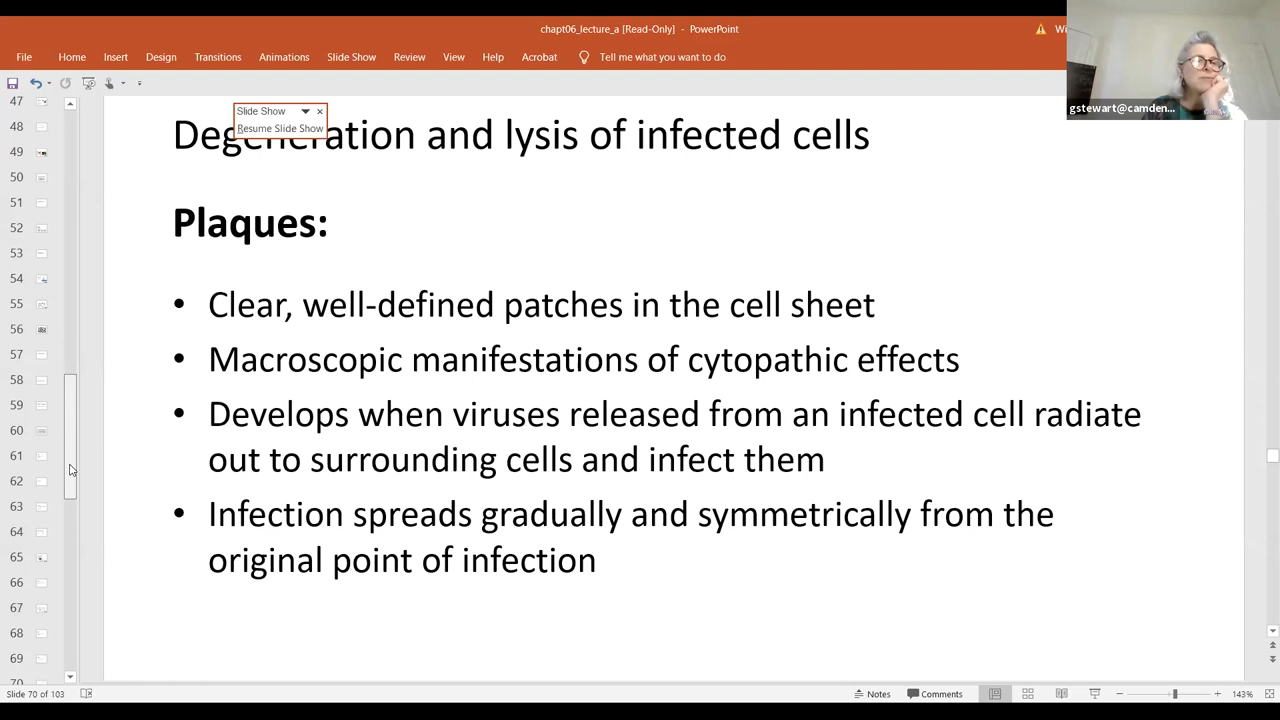 chapt06_lecture_a [Read-Only] - PowerPoint
Wi
File Home Insert Design Transitions Animations Slide Show Review View Help Acrobat Tell me what you want to do
gstewart@camden...
Slide Show
Resume Slide Show
Degeneration and lysis of infected cells
Plaques:
• Clear, well-defined patches in the cell sheet
• Macroscopic manifestations of cytopathic effects
• Develops when viruses released from an infected cell radiate
out to surrounding cells and infect them
• Infection spreads gradually and symmetrically from the
original point of infection
47
48
49
50
51
52
53
54
55
56
57
58
59
60
61
62
63
64
65
66
67
68
69
70
Slide 70 of 103
Notes Comments 143%